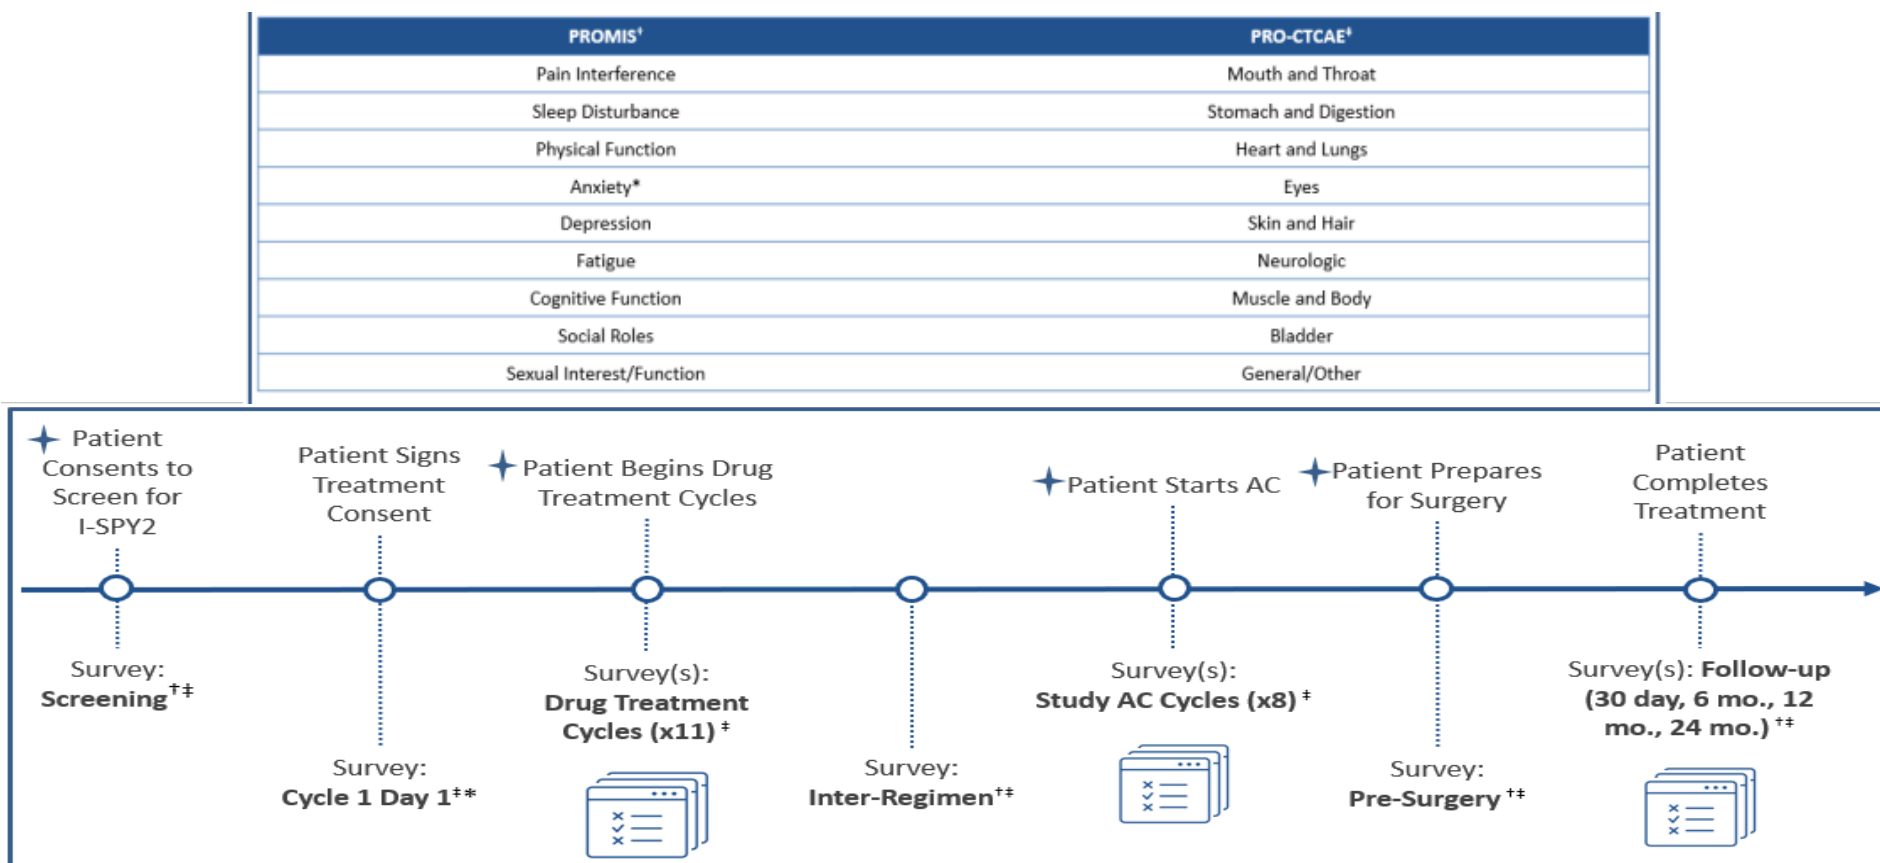 PROMIS† PRO-CTCAE‡
Pain Interference Mouth and Throat
Sleep Disturbance Stomach and Digestion
Physical Function Heart and Lungs
Anxiety* Eyes
Depression Skin and Hair
Fatigue Neurologic
Cognitive Function Muscle and Body
Social Roles Bladder
Sexual Interest/Function General/Other
Patient
Consents to
Screen for
I-SPY2
Patient Signs
Treatment
Consent
Patient Begins Drug
Treatment Cycles
Patient Starts AC
Patient Prepares
for Surgery
Patient
Completes
Treatment
Survey:
Screening†‡
Survey:
Cycle 1 Day 1‡*
Survey(s):
Drug Treatment
Cycles (x11) ‡
Survey:
Inter-Regimen†‡
Survey(s):
Study AC Cycles (x8) ‡
Survey:
Pre-Surgery †‡
Survey(s): Follow-up
(30 day, 6 mo., 12
mo., 24 mo.) †‡